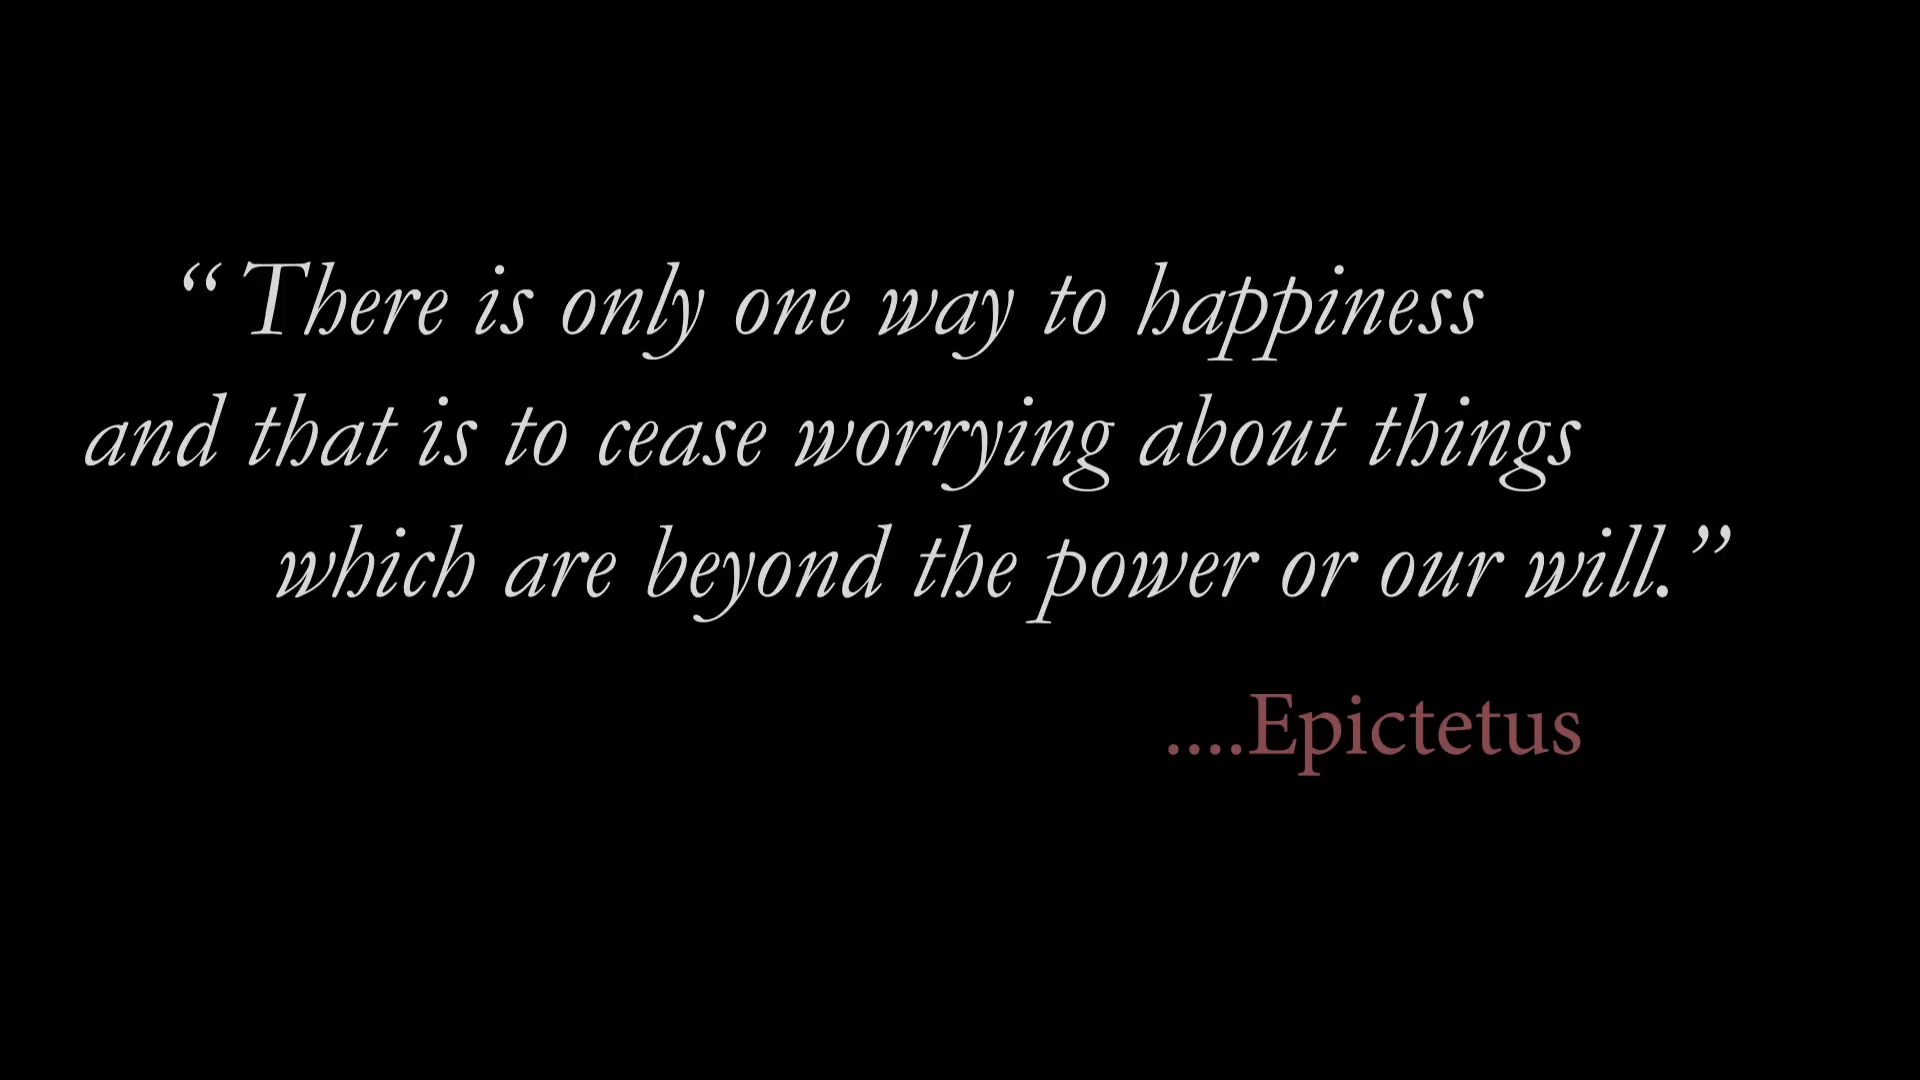 “There is only one way to happiness
and that is to cease worrying about things
which are beyond the power or our will.”
....Epictetus